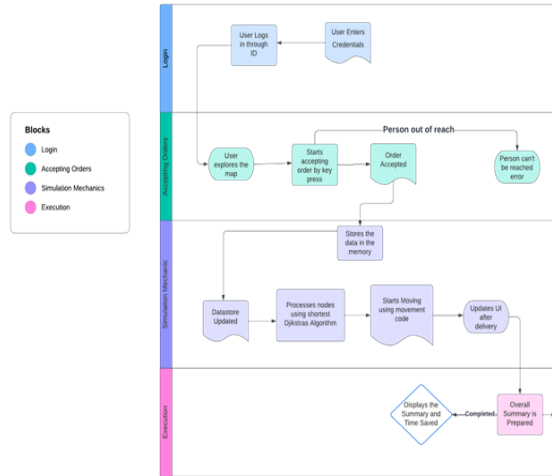 Login
User Logs
in through
ID
User Enters
Credentials
Blocks
Login
Accepting Orders
Simulation Mechanics
Execution
Accepting Orders
Person out of reach
User
explores the
map
Starts
accepting
order by key
press
Order
Accepted
Person can't
be reached
error
Simulation Mechanic
Stores the
data in the
memory
Datastore
Updated
Processes nodes
using shortest
Djikstras Algorithm
Starts Moving
using movement
code
Updates UI
after
delivery
Execution
Displays the
Summary and
Time Saved
Completed
Overall
Summary is
Prepared